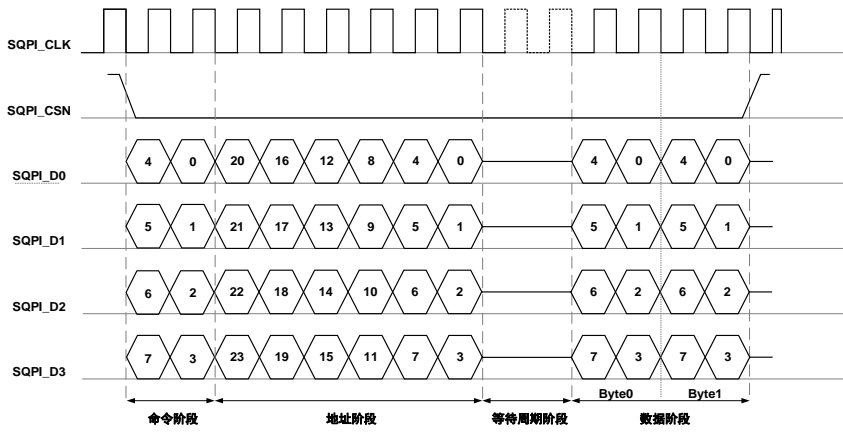 SQPI_CLK
SQPI_CSN
SQPI_D0 4 0 20 16 12 8 4 0 4 0 4 0
SQPI_D1 5 1 21 17 13 9 5 1 5 1 5 1
SQPI_D2 6 2 22 18 14 10 6 2 6 2 6 2
SQPI_D3 7 3 23 19 15 11 7 3 7 3 7 3
Byte0 Byte1
命令阶段 地址阶段 等待周期阶段 数据阶段